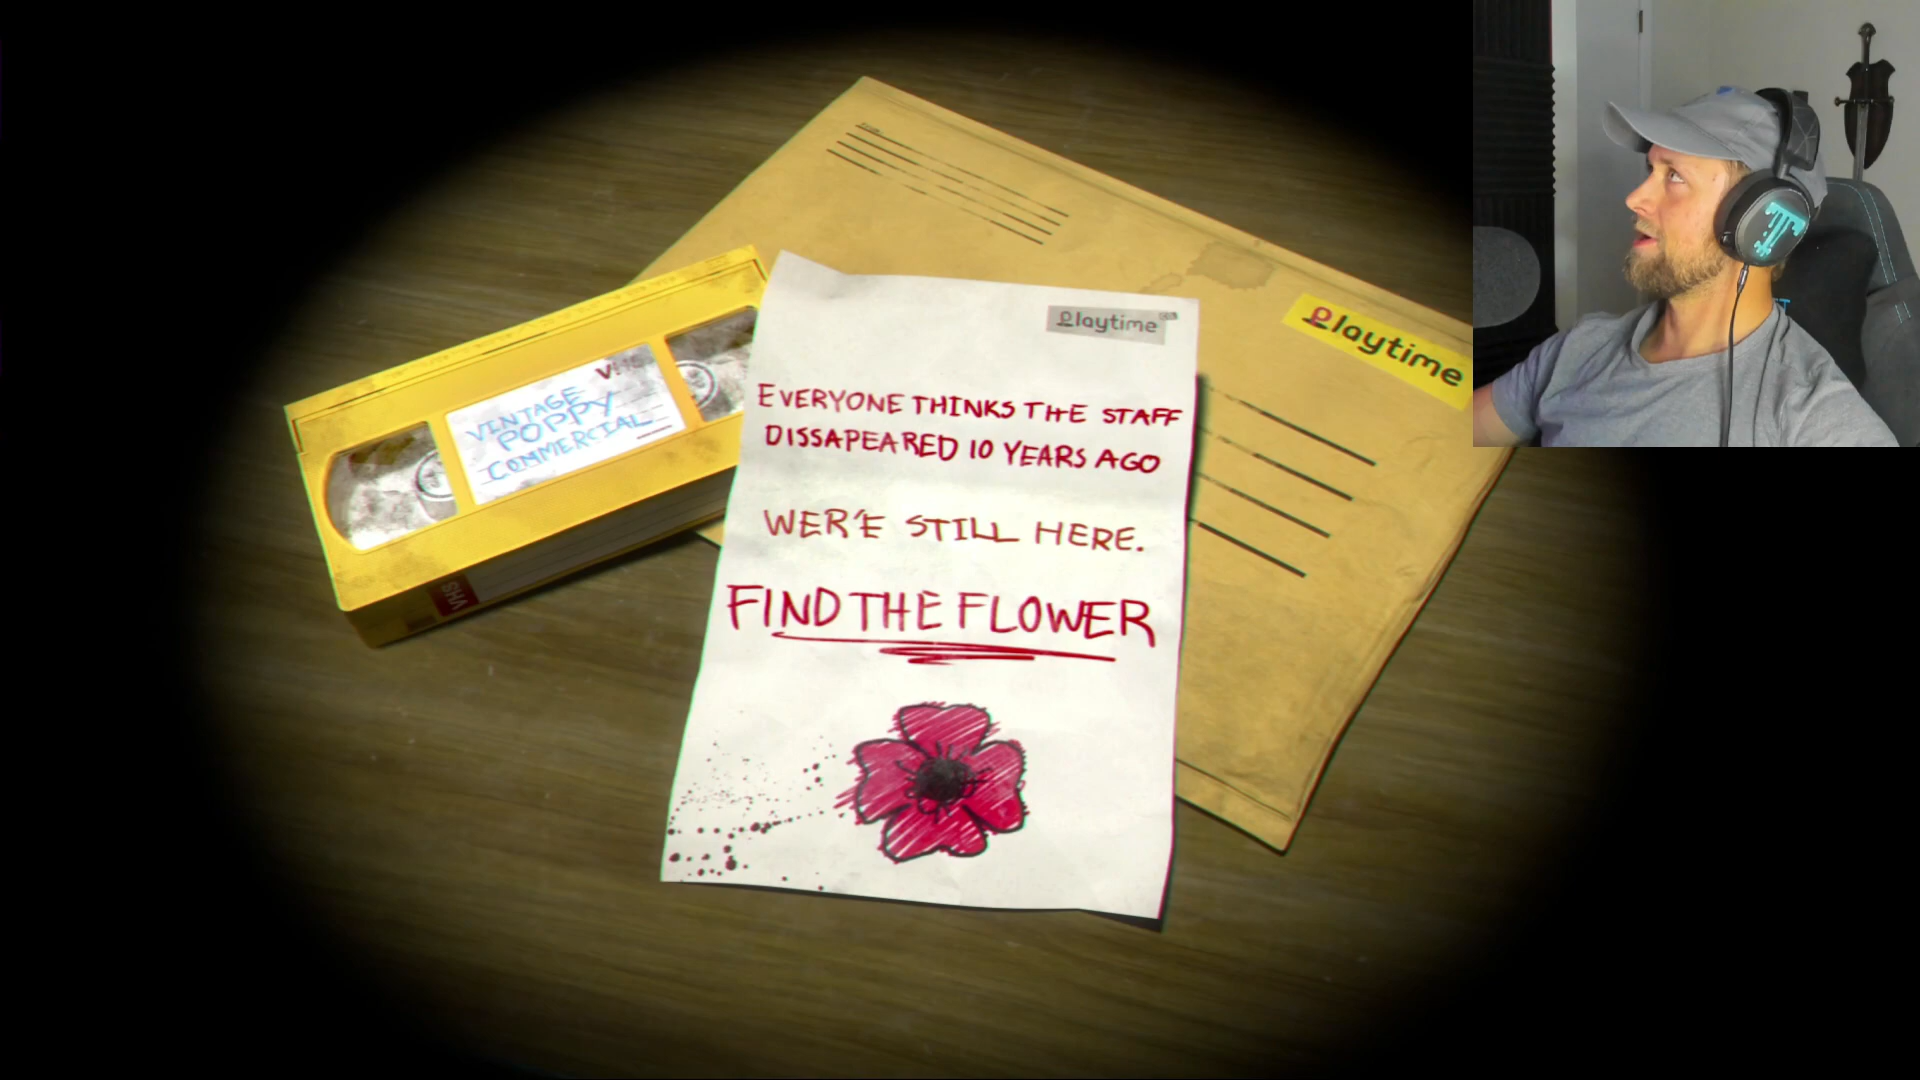 VINTAGE
POPPY
COMMERCIAL
VHS
Playtime co
EVERYONE THINKS THE STAFF
DISSAPEARED 10 YEARS AGO
WER'E STILL HERE.
FIND THE FLOWER
Playtime